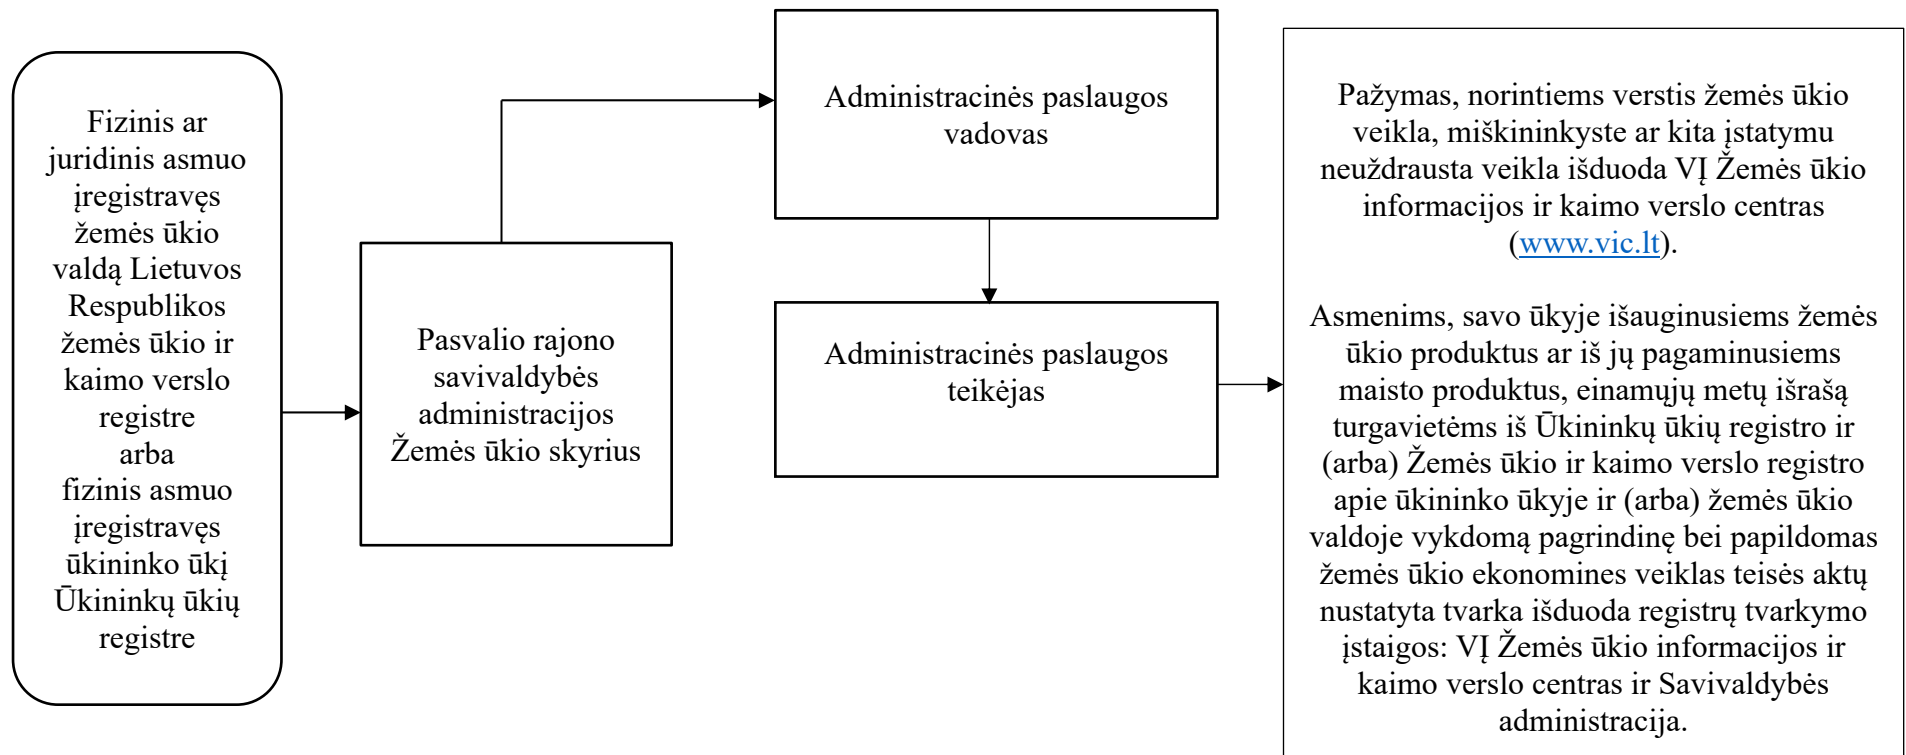 Fizinis ar
juridinis asmuo
įregistravęs
žemės ūkio
valdą Lietuvos
Respublikos
žemės ūkio ir
kaimo verslo
registre
arba
fizinis asmuo
įregistravęs
ūkininko ūkį
Ūkininkų ūkių
registre
Pasvalio rajono
savivaldybės
administracijos
Žemės ūkio skyrius
Administracinės paslaugos
vadovas
Administracinės paslaugos
teikėjas
Pažymas, norintiems verstis žemės ūkio
veikla, miškininkyste ar kita įstatymu
neuždrausta veikla išduoda VĮ Žemės ūkio
informacijos ir kaimo verslo centras
(www.vic.lt).
Asmenims, savo ūkyje išauginusiems žemės
ūkio produktus ar iš jų pagaminusiems
maisto produktus, einamųjų metų išrašą
turgavietėms iš Ūkininkų ūkių registro ir
(arba) Žemės ūkio ir kaimo verslo registro
apie ūkininko ūkyje ir (arba) žemės ūkio
valdoje vykdomą pagrindinę bei papildomas
žemės ūkio ekonomines veiklas teisės aktų
nustatyta tvarka išduoda registrų tvarkymo
įstaigos: VĮ Žemės ūkio informacijos ir
kaimo verslo centras ir Savivaldybės
administracija.